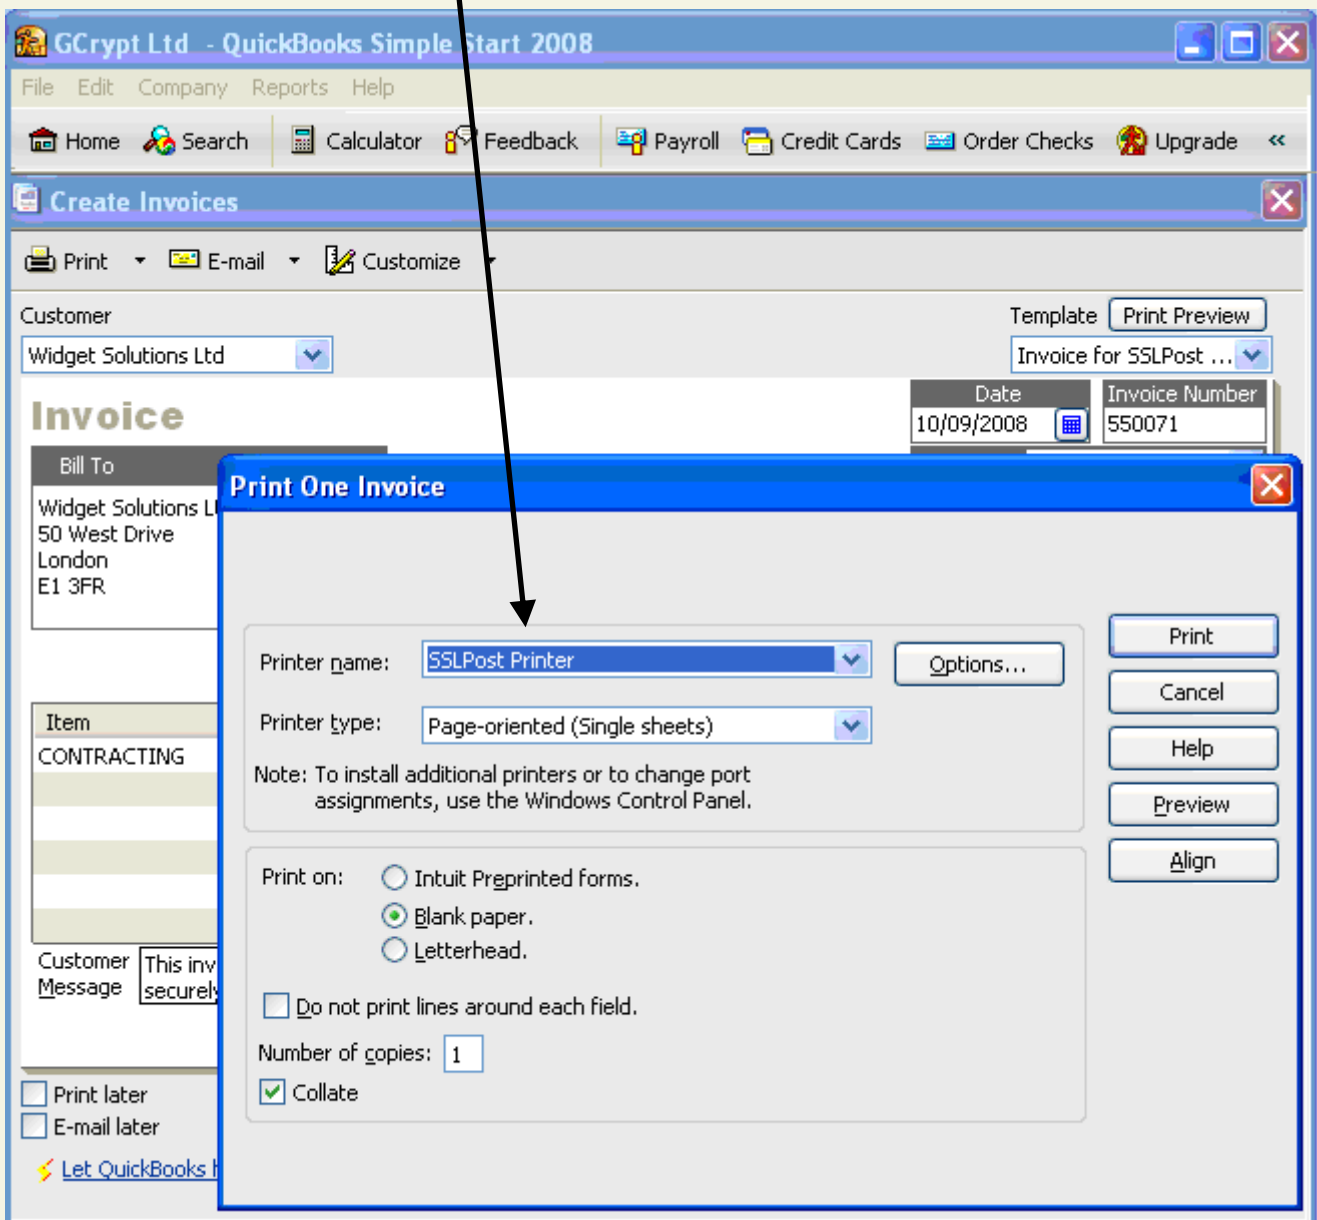 GCrypt Ltd - QuickBooks Simple Start 2008
File Edit Company Reports Help
Home Search Calculator Feedback Payroll Credit Cards Order Checks Upgrade «
Create Invoices
Print E-mail Customize
Customer
Template Print Preview
Widget Solutions Ltd
Invoice for SSLPost ...
Invoice
Date Invoice Number
10/09/2008 550071
Bill To
Widget Solutions
50 West Drive
London
E1 3FR
Item
CONTRACTING
Customer Message
This inv
securely
Print later
E-mail later
Let QuickBooks
Print One Invoice
Printer name: SSLPost Printer Options...
Printer type: Page-oriented (Single sheets)
Note: To install additional printers or to change port
assignments, use the Windows Control Panel.
Print on: Intuit Preprinted forms.
Blank paper.
Letterhead.
Do not print lines around each field.
Number of copies: 1
Collate
Print
Cancel
Help
Preview
Align